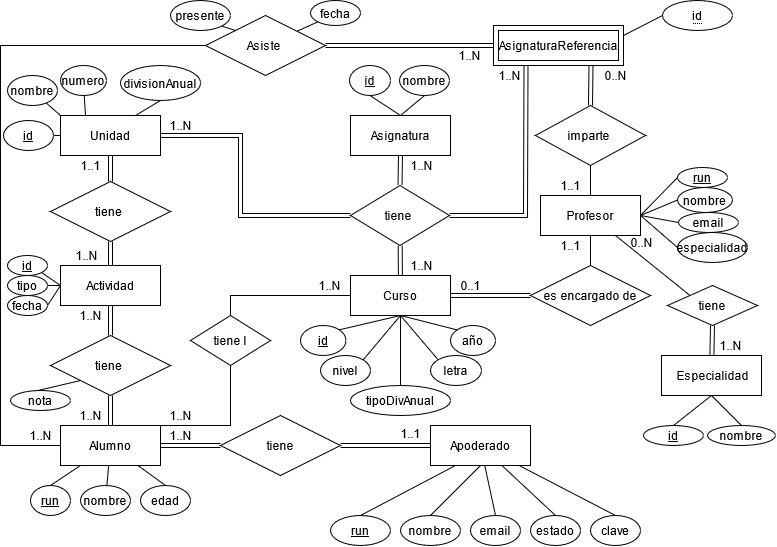 presente
fecha
id
Asiste
AsignaturaReferencia
1..N
1..N
0..N
nombre
numero
divisionAnual
id
nombre
id
Unidad
1..N
Asignatura
imparte
1..1
1..N
run
1..1
nombre
tiene
tiene
Profesor
email
0..N
especialidad
1..N
1..N
1..1
id
tipo
fecha
Actividad
1..N
Curso
0..1
es encargado de
tiene
1..N
id
año
tiene I
1..N
tiene
nivel
letra
Especialidad
nota
tipoDivAnual
1..N
1..N
1..N
1..N
Alumno
1..N
tiene
1..1
Apoderado
id
nombre
run
nombre
edad
run
nombre
email
estado
clave